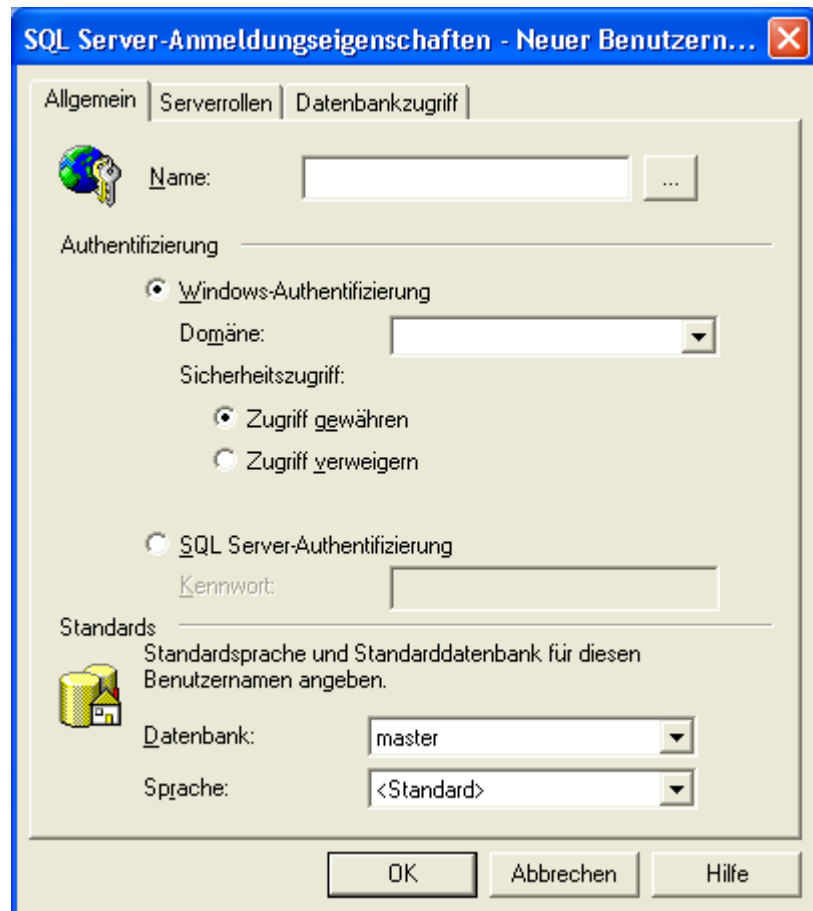 SQL Server-Anmeldungseigenschaften - Neuer Benutzern...
Allgemein Serverrollen Datenbankzugriff
Name: ...
Authentifizierung
Windows-Authentifizierung
Domäne:
Sicherheitszugriff:
Zugriff gewähren
Zugriff verweigern
SQL Server-Authentifizierung
Kennwort:
Standards
Standardsprache und Standarddatenbank für diesen
Benutzernamen angeben.
Datenbank: master
Sprache: <Standard>
OK Abbrechen Hilfe